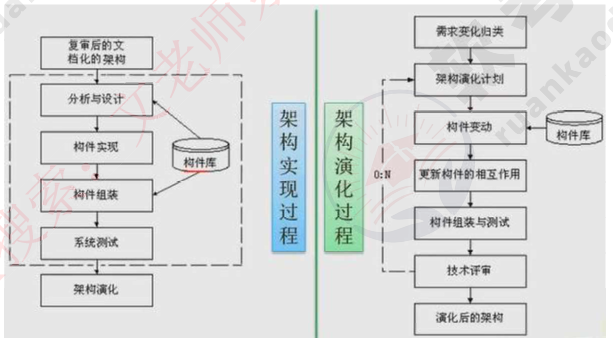 复审后的文
档化的架构
分析与设计
构件实现
构件组装
系统测试
架构演化
构件库
架构实现过程
架构演化过程
需求变化归类
架构演化计划
构件变动
构件库
0:N
更新构件的相互作用
构件组装与测试
技术评审
演化后的架构
ruankao